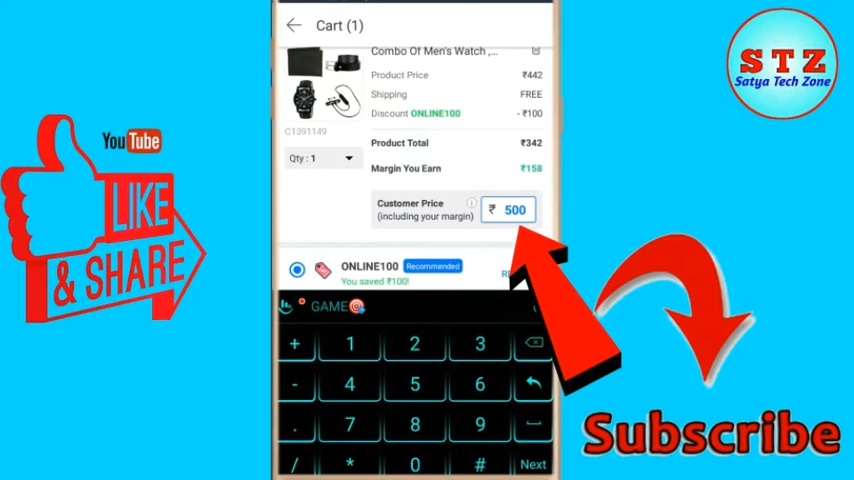 Cart (1)
Combo Of Men's Watch ,...
Product Price ₹442
Shipping FREE
Discount ONLINE100 - ₹100
C1391149
Product Total ₹342
Qty : 1
Margin You Earn ₹158
Customer Price
(including your margin)
₹ 500
ONLINE100 Recommended
You saved ₹100!
GAME
+ 1 2 3
- 4 5 6
. 7 8 9
/ * 0 # Next
YouTube
LIKE
& SHARE
S T Z
Satya Tech Zone
Subscribe